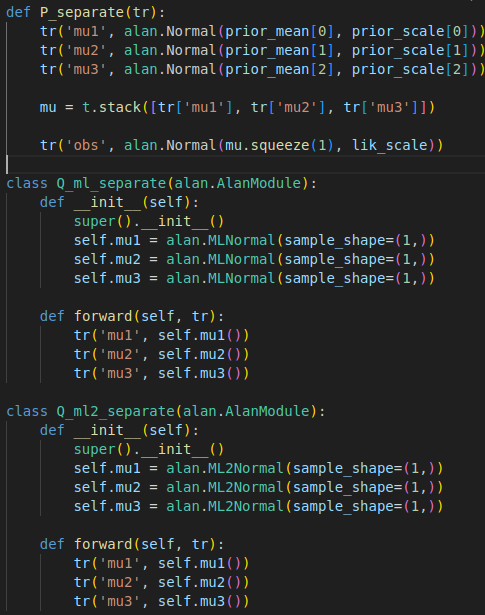 def P_separate(tr):
    tr('mu1', alan.Normal(prior_mean[0], prior_scale[0]))
    tr('mu2', alan.Normal(prior_mean[1], prior_scale[1]))
    tr('mu3', alan.Normal(prior_mean[2], prior_scale[2]))

    mu = t.stack([tr['mu1'], tr['mu2'], tr['mu3']])

    tr('obs', alan.Normal(mu.squeeze(1), lik_scale))

class Q_ml_separate(alan.AlanModule):
    def __init__(self):
        super().__init__()
        self.mu1 = alan.MLNormal(sample_shape=(1,))
        self.mu2 = alan.MLNormal(sample_shape=(1,))
        self.mu3 = alan.MLNormal(sample_shape=(1,))

    def forward(self, tr):
        tr('mu1', self.mu1())
        tr('mu2', self.mu2())
        tr('mu3', self.mu3())

class Q_ml2_separate(alan.AlanModule):
    def __init__(self):
        super().__init__()
        self.mu1 = alan.ML2Normal(sample_shape=(1,))
        self.mu2 = alan.ML2Normal(sample_shape=(1,))
        self.mu3 = alan.ML2Normal(sample_shape=(1,))

    def forward(self, tr):
        tr('mu1', self.mu1())
        tr('mu2', self.mu2())
        tr('mu3', self.mu3())